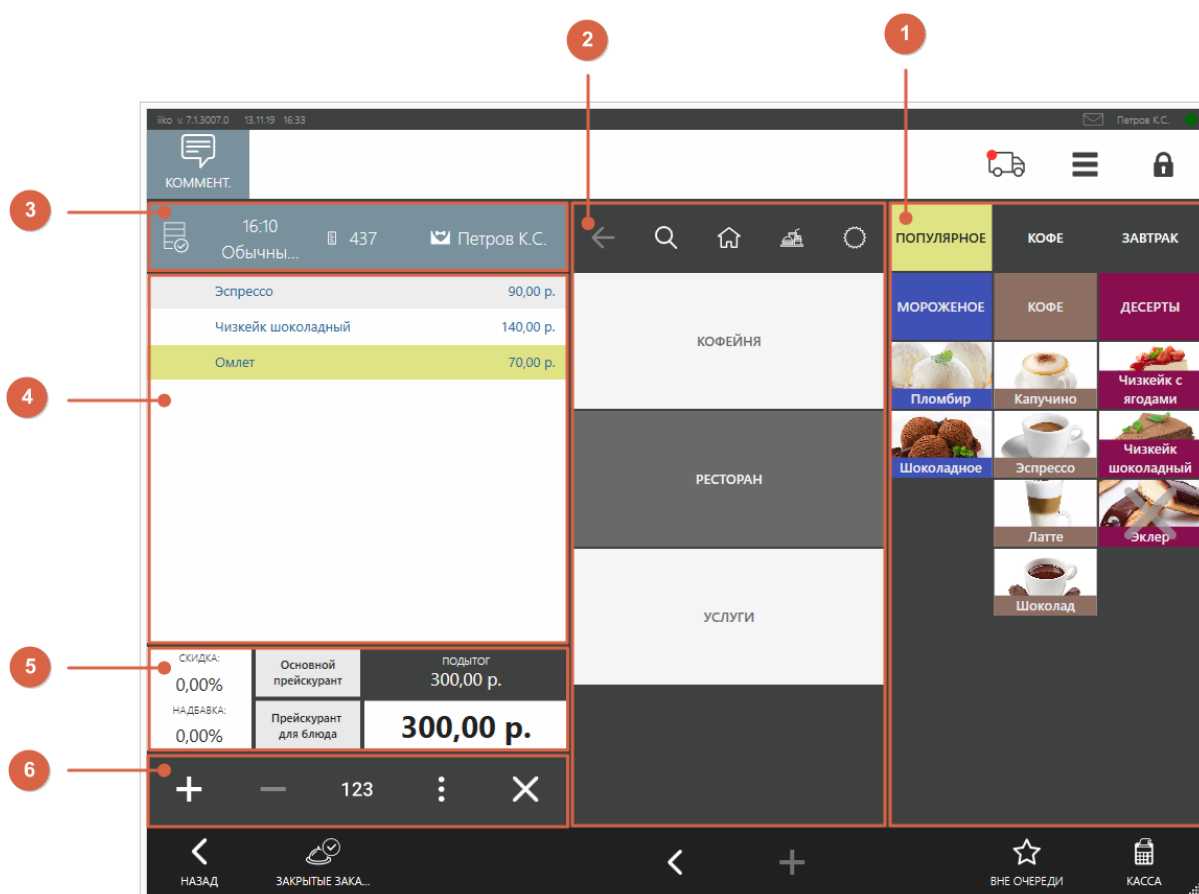 2
1
iiko v. 7.1.3007.0 13.11.19 16:33
Петров К.С.
КОММЕНТ.
3
16:10
Обычны...
437
Петров К.С.
ПОПУЛЯРНОЕ
КОФЕ
ЗАВТРАК
Эспрессо 90,00 р.
Чизкейк шоколадный 140,00 р.
Омлет 70,00 р.
4
КОФЕЙНЯ
РЕСТОРАН
УСЛУГИ
МОРОЖЕНОЕ
КОФЕ
ДЕСЕРТЫ
Пломбир
Капучино
Чизкейк с
ягодами
Шоколадное
Эспрессо
Чизкейк
шоколадный
Латте
Эклер
Шоколад
5
СКИДКА:
0,00%
НАДБАВКА:
0,00%
Основной
прейскурант
Прейскурант
для блюда
ПОДЫТОГ
300,00 р.
300,00 р.
6
123
НАЗАД
ЗАКРЫТЫЕ ЗАКА...
ВНЕ ОЧЕРЕДИ
КАССА